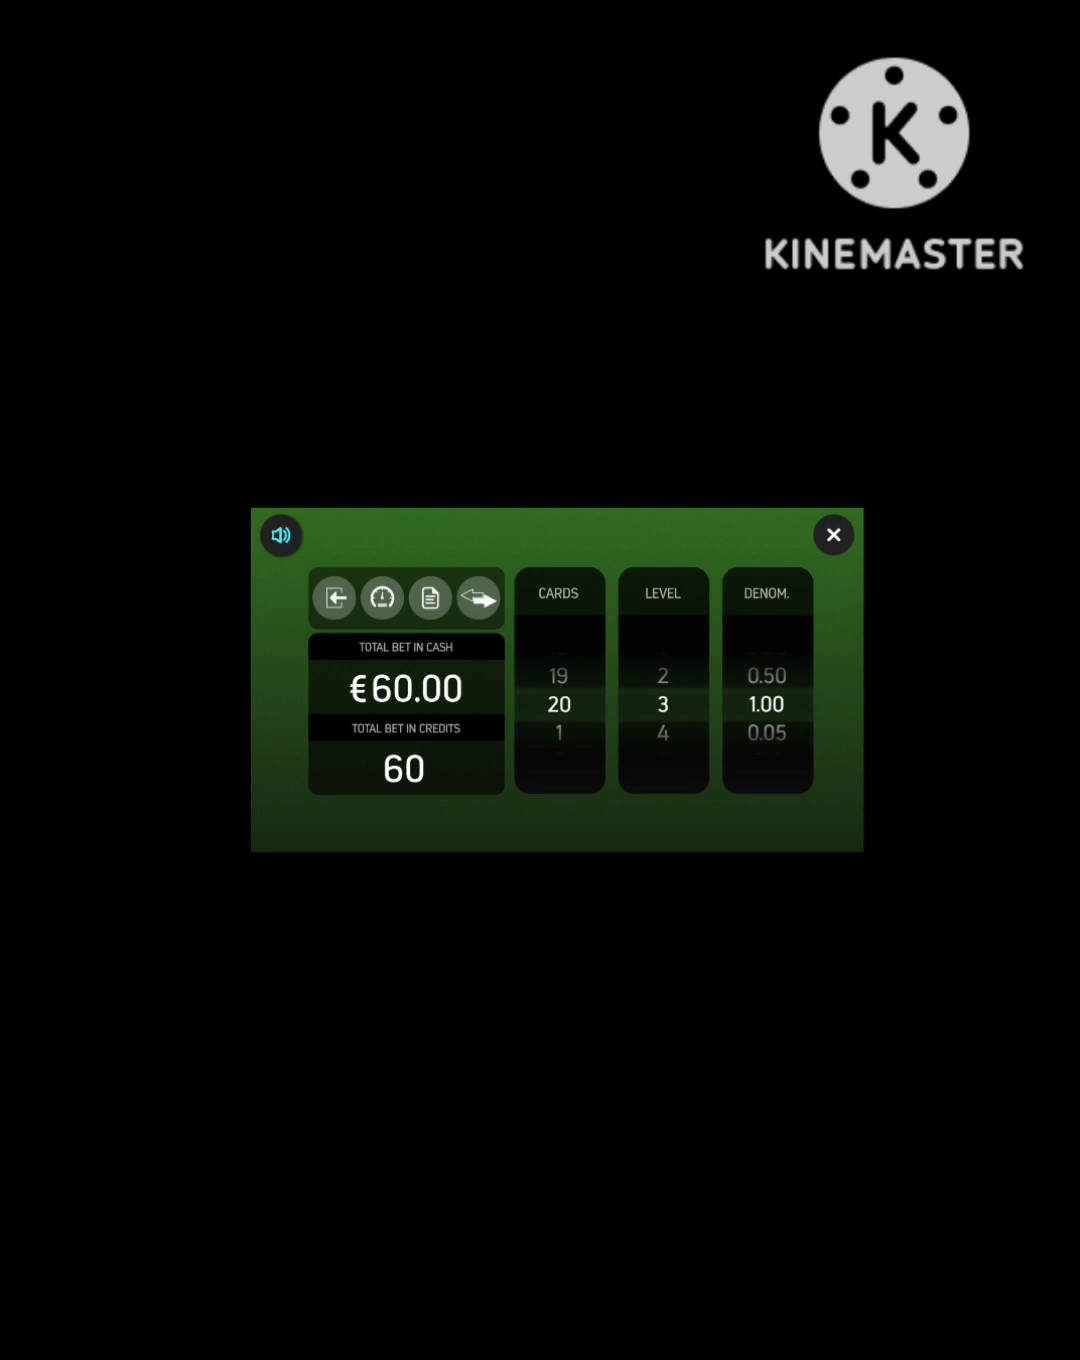 K
KINEMASTER
CARDS LEVEL DENOM.
TOTAL BET IN CASH
€60.00
TOTAL BET IN CREDITS
60
19 2 0.50
20 3 1.00
1 4 0.05